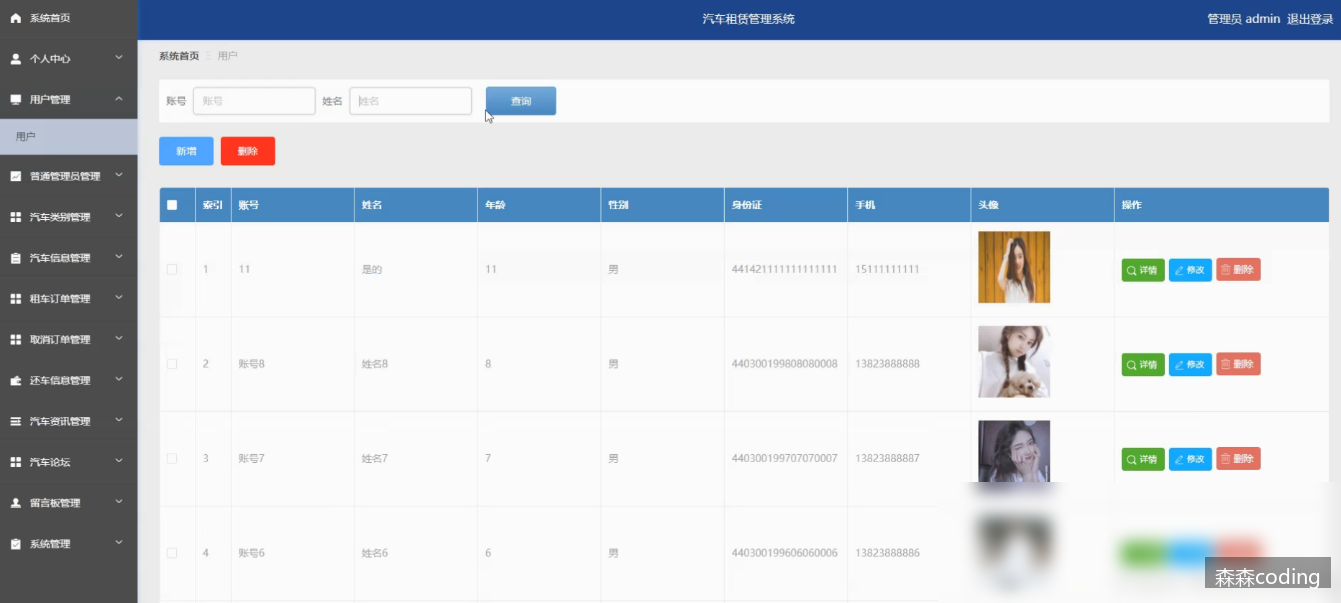 汽车租赁管理系统
管理员 admin 退出登录
系统首页
个人中心
用户管理
用户
普通管理员管理
汽车类别管理
汽车信息管理
租车订单管理
取消订单管理
还车信息管理
汽车资讯管理
汽车论坛
留言板管理
系统管理
系统首页 用户
账号 账号 姓名 姓名 查询
新增 删除
索引 账号 姓名 年龄 性别 身份证 手机 头像 操作
1 11 是的 11 男 441421111111111111 15111111111 详情 修改 删除
2 账号8 姓名8 8 男 440300199808080008 13823888888 详情 修改 删除
3 账号7 姓名7 7 男 440300199707070007 13823888887 详情 修改 删除
4 账号6 姓名6 6 男 440300199606060006 13823888886
森森coding